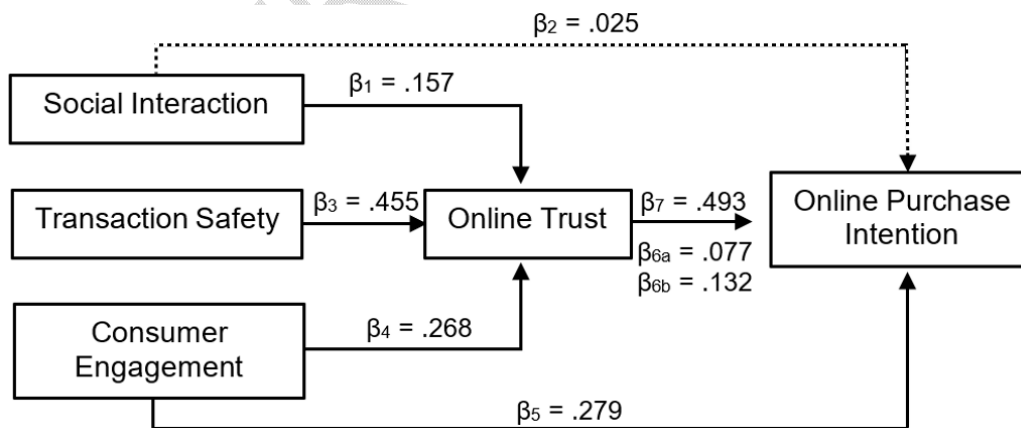 β₂ = .025
Social Interaction
β₁ = .157
Transaction Safety
β₃ = .455
Online Trust
β₇ = .493
β₆ₐ = .077
β6b = .132
Online Purchase
Intention
Consumer
Engagement
β₄ = .268
β₅ = .279